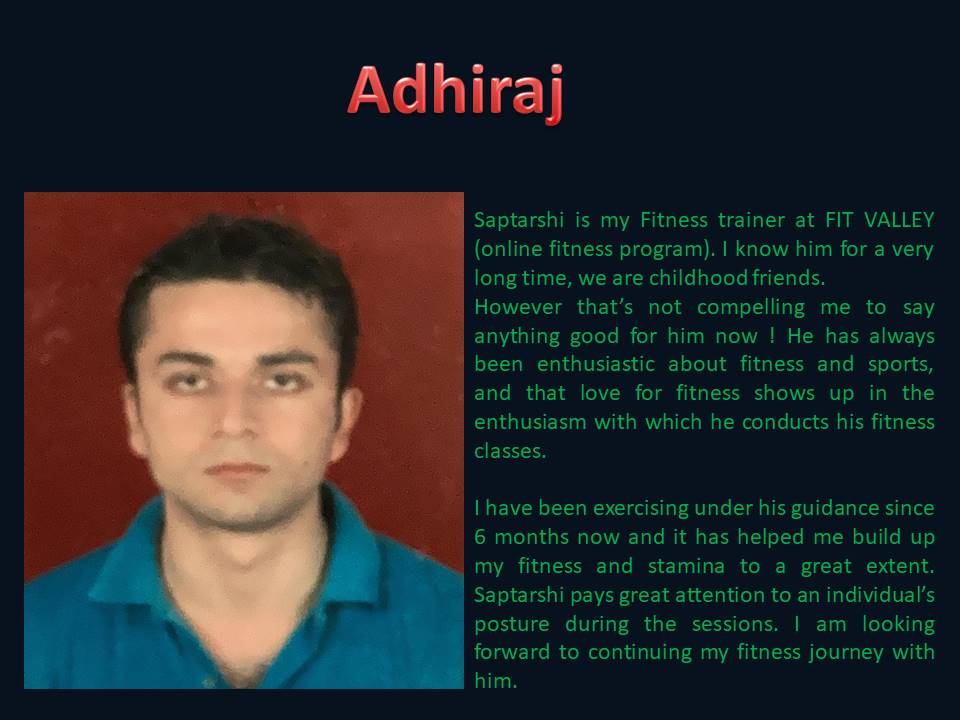 Adhiraj
Saptarshi is my Fitness trainer at FIT VALLEY
(online fitness program). I know him for a very
long time, we are childhood friends.
However that’s not compelling me to say
anything good for him now ! He has always
been enthusiastic about fitness and sports,
and that love for fitness shows up in the
enthusiasm with which he conducts his fitness
classes.
I have been exercising under his guidance since
6 months now and it has helped me build up
my fitness and stamina to a great extent.
Saptarshi pays great attention to an individual’s
posture during the sessions. I am looking
forward to continuing my fitness journey with
him.